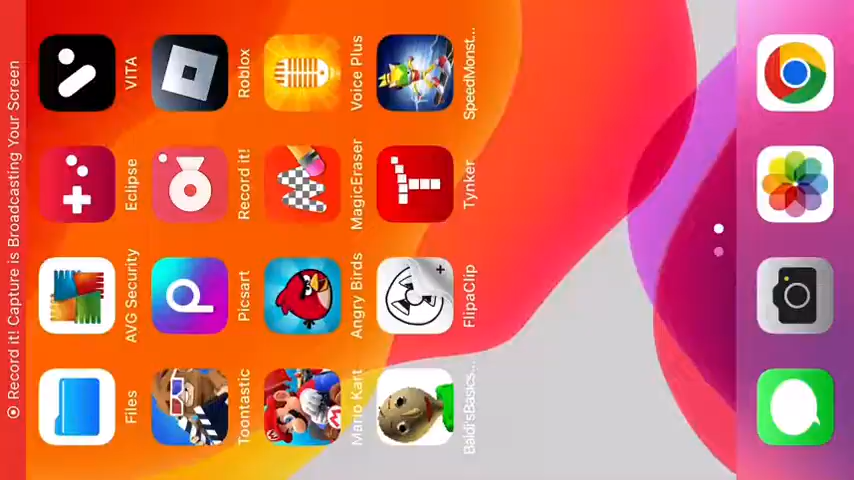 Record it! Capture is Broadcasting Your Screen
Files
AVG Security
Eclipse
VITA
Toontastic
Picsart
Record it!
Roblox
Mario Kart
Angry Birds
MagicEraser
Voice Plus
Baldi'sBasics...
FlipaClip
Tynker
SpeedMonst...